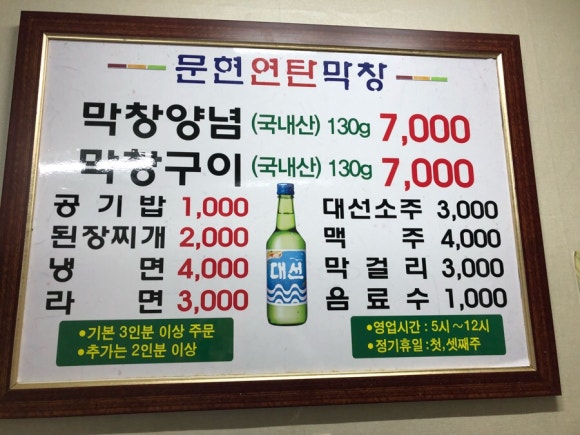 문현연탄막창
막창양념 (국내산) 130g 7,000
막창구이 (국내산) 130g 7,000
공기밥 1,000
된장찌개 2,000
냉면 4,000
라면 3,000
대선
대선소주 3,000
맥주 4,000
막걸리 3,000
음료수 1,000
•기본 3인분 이상 주문
•추가는 2인분 이상
•영업시간 : 5시~12시
•정기휴일 : 첫,셋째주